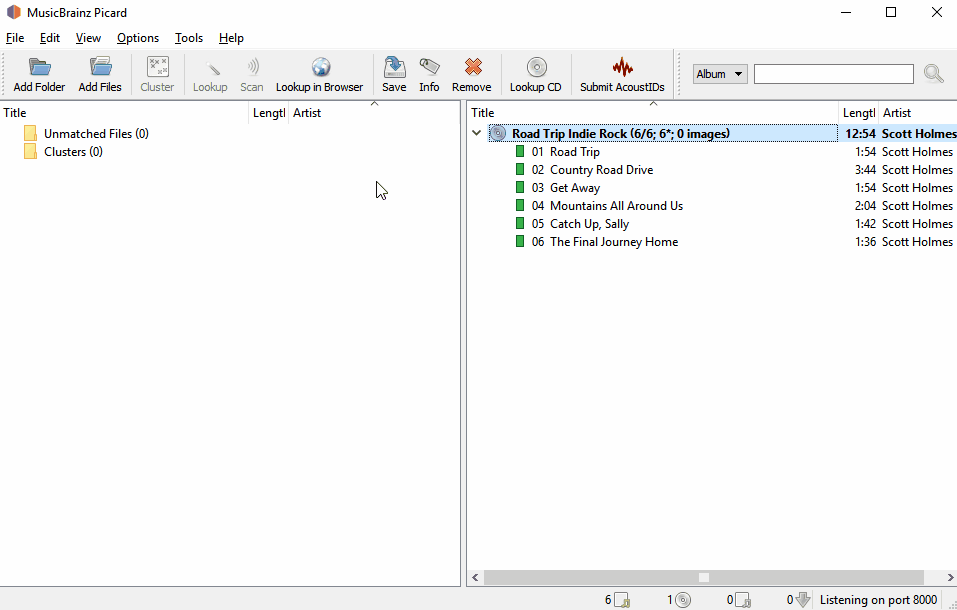 MusicBrainz Picard
File Edit View Options Tools Help
Add Folder Add Files Cluster Lookup Scan Lookup in Browser Save Info Remove Lookup CD Submit AcoustIDs Album
Title Lengtl Artist
Unmatched Files (0)
Clusters (0)
Title Lengtl Artist
Road Trip Indie Rock (6/6; 6*; 0 images) 12:54 Scott Holmes
01 Road Trip 1:54 Scott Holmes
02 Country Road Drive 3:44 Scott Holmes
03 Get Away 1:54 Scott Holmes
04 Mountains All Around Us 2:04 Scott Holmes
05 Catch Up, Sally 1:42 Scott Holmes
06 The Final Journey Home 1:36 Scott Holmes
6 1 0 0 Listening on port 8000